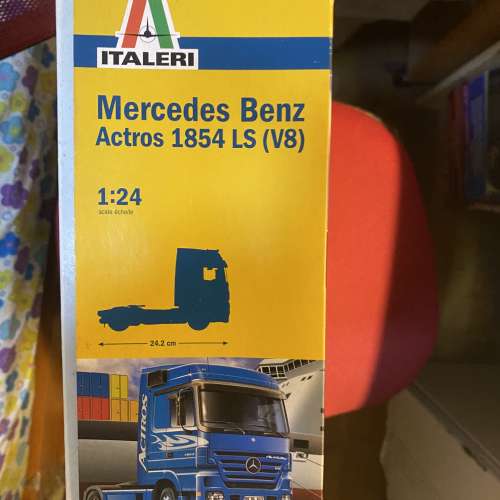 ITALERI
Mercedes Benz
Actros 1854 LS (V8)
1:24
scale échelle
24.2 cm
ACTROS